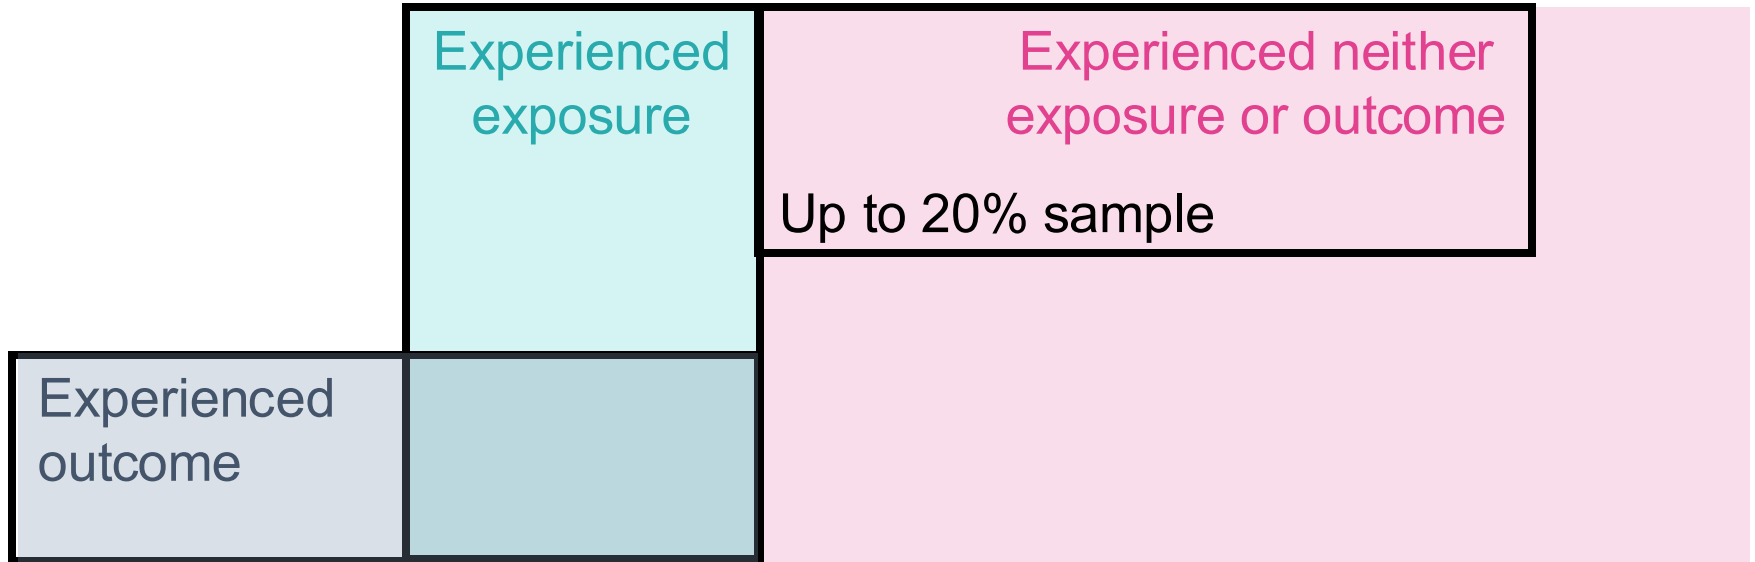 Experienced
exposure
Experienced neither
exposure or outcome
Up to 20% sample
Experienced
outcome